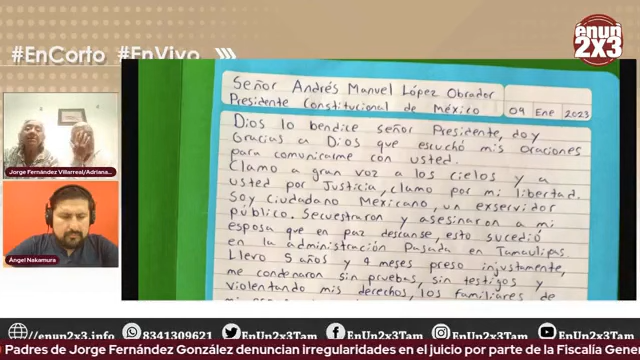 énun
2x3
#EnCorto #EnVivo
Señor Andrés Manuel López Obrador
Presidente Constitucional de México
09 Ene 2023
Dios lo bendice señor Presidente, doy
Gracias a Dios que escuchó mis oraciones
para comunicarme con usted.
Clamo a gran voz a los cielos y a
usted por Justicia, clamo por mi libertad.
Soy ciudadano Mexicano, un exservidor
público. Secuestraron y asesinaron a mi
esposa que en paz descanse, esto sucedió
en la administración Pasada en Tamaulipas
Llevo 5 años y 4 meses preso injustamente,
me condenaron sin pruebas, sin testigos y
violentando mis derechos, los familiares de
Jorge Fernández Villarreal/Adriana
Ángel Nakamura
//enun2x3.info
8341309621
EnUn2x3Tam
EnUn2x3Tam
EnUn2x3Tam
EnUn2x3Tam
Padres de Jorge Fernández González denuncian irregularidades en el juicio por parte de la Fiscalía Gene